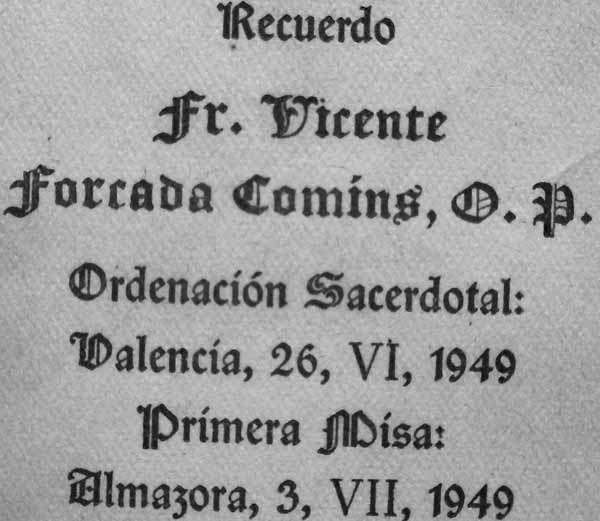 Recuerdo
Fr. Vicente
Forcada Comins, O. P.
Ordenación Sacerdotal:
Valencia, 26, VI, 1949
Primera Misa:
Almazora, 3, VII, 1949